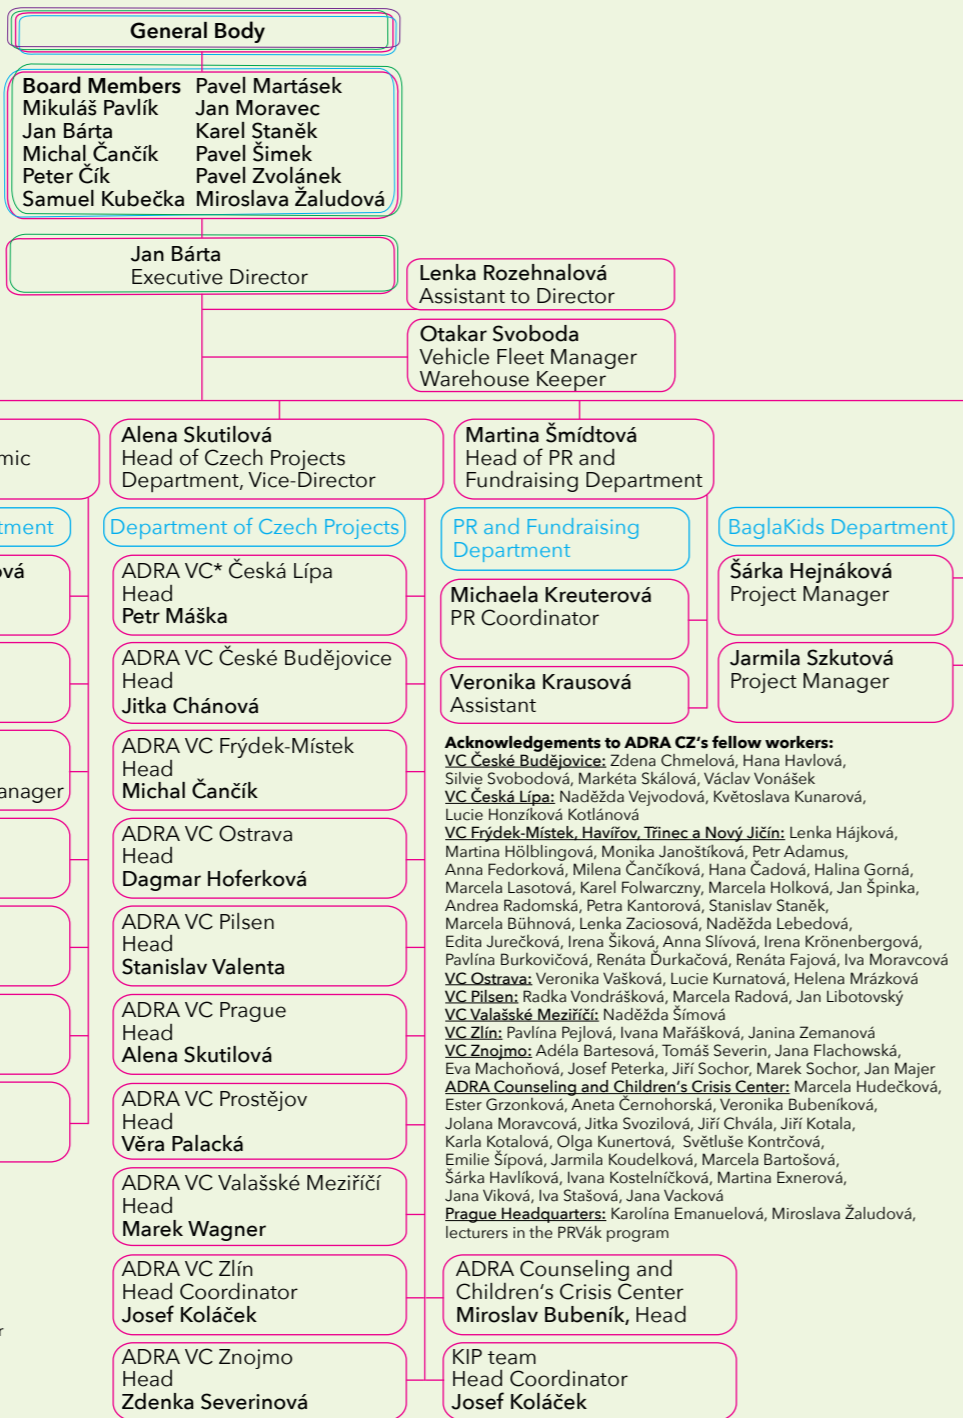 General Body
Board Members Pavel Martásek
Mikuláš Pavlík Jan Moravec
Jan Bárta Karel Staněk
Michal Čančík Pavel Šimek
Peter Čík Pavel Zvolánek
Samuel Kubečka Miroslava Žaludová
Jan Bárta
Executive Director
Lenka Rozehnalová
Assistant to Director
Otakar Svoboda
Vehicle Fleet Manager
Warehouse Keeper
mic
Alena Skutilová
Head of Czech Projects
Department, Vice-Director
Martina Šmídtová
Head of PR and
Fundraising Department
tment
ová
anager
r
Department of Czech Projects
ADRA VC* Česká Lípa
Head
Petr Máška
ADRA VC České Budějovice
Head
Jitka Chánová
ADRA VC Frýdek-Místek
Head
Michal Čančík
ADRA VC Ostrava
Head
Dagmar Hoferková
ADRA VC Pilsen
Head
Stanislav Valenta
ADRA VC Prague
Head
Alena Skutilová
ADRA VC Prostějov
Head
Věra Palacká
ADRA VC Valašské Meziříčí
Head
Marek Wagner
ADRA VC Zlín
Head Coordinator
Josef Koláček
ADRA VC Znojmo
Head
Zdenka Severinová
PR and Fundraising
Department
Michaela Kreuterová
PR Coordinator
Veronika Krausová
Assistant
BaglaKids Department
Šárka Hejnáková
Project Manager
Jarmila Szkutová
Project Manager
Acknowledgements to ADRA CZ's fellow workers:
VC České Budějovice: Zdena Chmelová, Hana Havlová,
Silvie Svobodová, Markéta Skálová, Václav Vonášek
VC Česká Lípa: Naděžda Vejvodová, Květoslava Kunarová,
Lucie Honzíková Kotlánová
VC Frýdek-Místek, Havířov, Třinec a Nový Jičín: Lenka Hájková,
Martina Hölblingová, Monika Janoštíková, Petr Adamus,
Anna Fedorková, Milena Čančíková, Hana Čadová, Halina Gorná,
Marcela Lasotová, Karel Folwarczny, Marcela Holková, Jan Špinka,
Andrea Radomská, Petra Kantorová, Stanislav Staněk,
Marcela Bühnová, Lenka Zaciosová, Naděžda Lebedová,
Edita Jurečková, Irena Šiková, Anna Slívová, Irena Krönenbergová,
Pavlína Burkovičová, Renáta Ďurkačová, Renáta Fajová, Iva Moravcová
VC Ostrava: Veronika Vašková, Lucie Kurnatová, Helena Mrázková
VC Pilsen: Radka Vondrášková, Marcela Radová, Jan Libotovský
VC Valašské Meziříčí: Naděžda Šímová
VC Zlín: Pavlína Pejlová, Ivana Mařášková, Janina Zemanová
VC Znojmo: Adéla Bartesová, Tomáš Severin, Jana Flachowská,
Eva Machoňová, Josef Peterka, Jiří Sochor, Marek Sochor, Jan Majer
ADRA Counseling and Children's Crisis Center: Marcela Hudečková,
Ester Grzonková, Aneta Černohorská, Veronika Bubeníková,
Jolana Moravcová, Jitka Svozilová, Jiří Chvála, Jiří Kotala,
Karla Kotalová, Olga Kunertová, Světluše Kontrčová,
Emilie Šípová, Jarmila Koudelková, Marcela Bartošová,
Šárka Havlíková, Ivana Kostelníčková, Martina Exnerová,
Jana Viková, Iva Stašová, Jana Vacková
Prague Headquarters: Karolína Emanuelová, Miroslava Žaludová,
lecturers in the PRVák program
ADRA Counseling and
Children's Crisis Center
Miroslav Bubeník, Head
KIP team
Head Coordinator
Josef Koláček